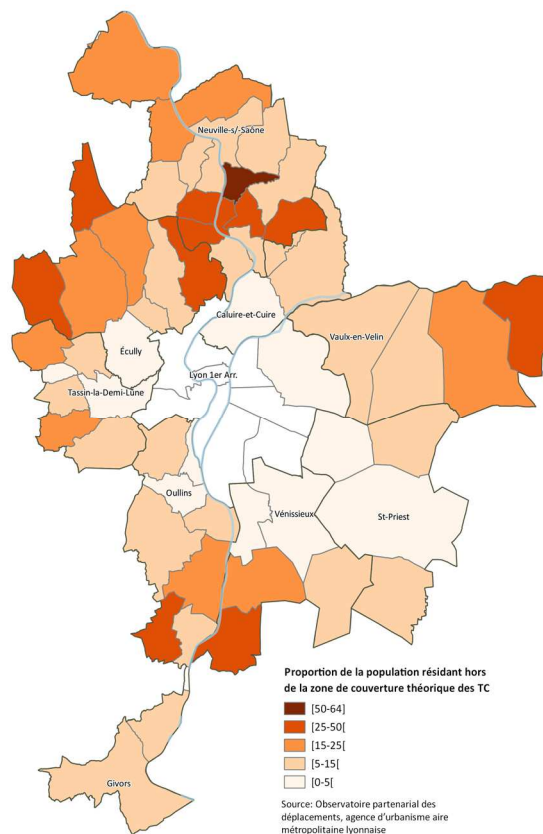 Neuville-s/-Saône
Caluire-et-Cuire
Vaulx-en-Velin
Écully
Lyon 1er Arr.
Tassin-la-Demi-Lune
Oullins
Vénissieux
St-Priest
Givors
Proportion de la population résidant hors
de la zone de couverture théorique des TC
[50-64]
[25-50[
[15-25[
[5-15[
[0-5[
Source: Observatoire partenarial des
déplacements, agence d'urbanisme aire
métropolitaine lyonnaise